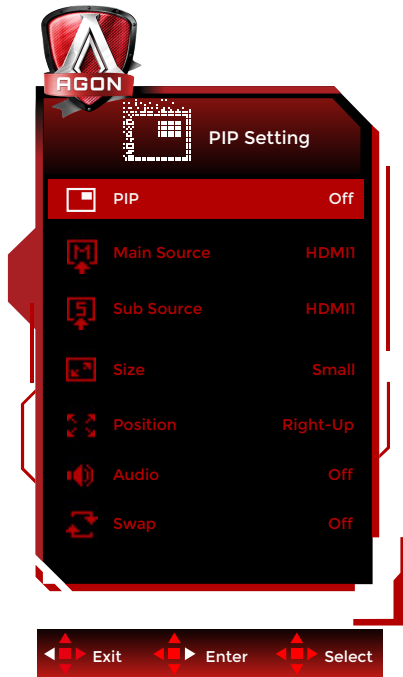 AGON
PIP Setting
PIP Off
Main Source HDMI1
Sub Source HDMI1
Size Small
Position Right-Up
Audio Off
Swap Off
Exit Enter Select